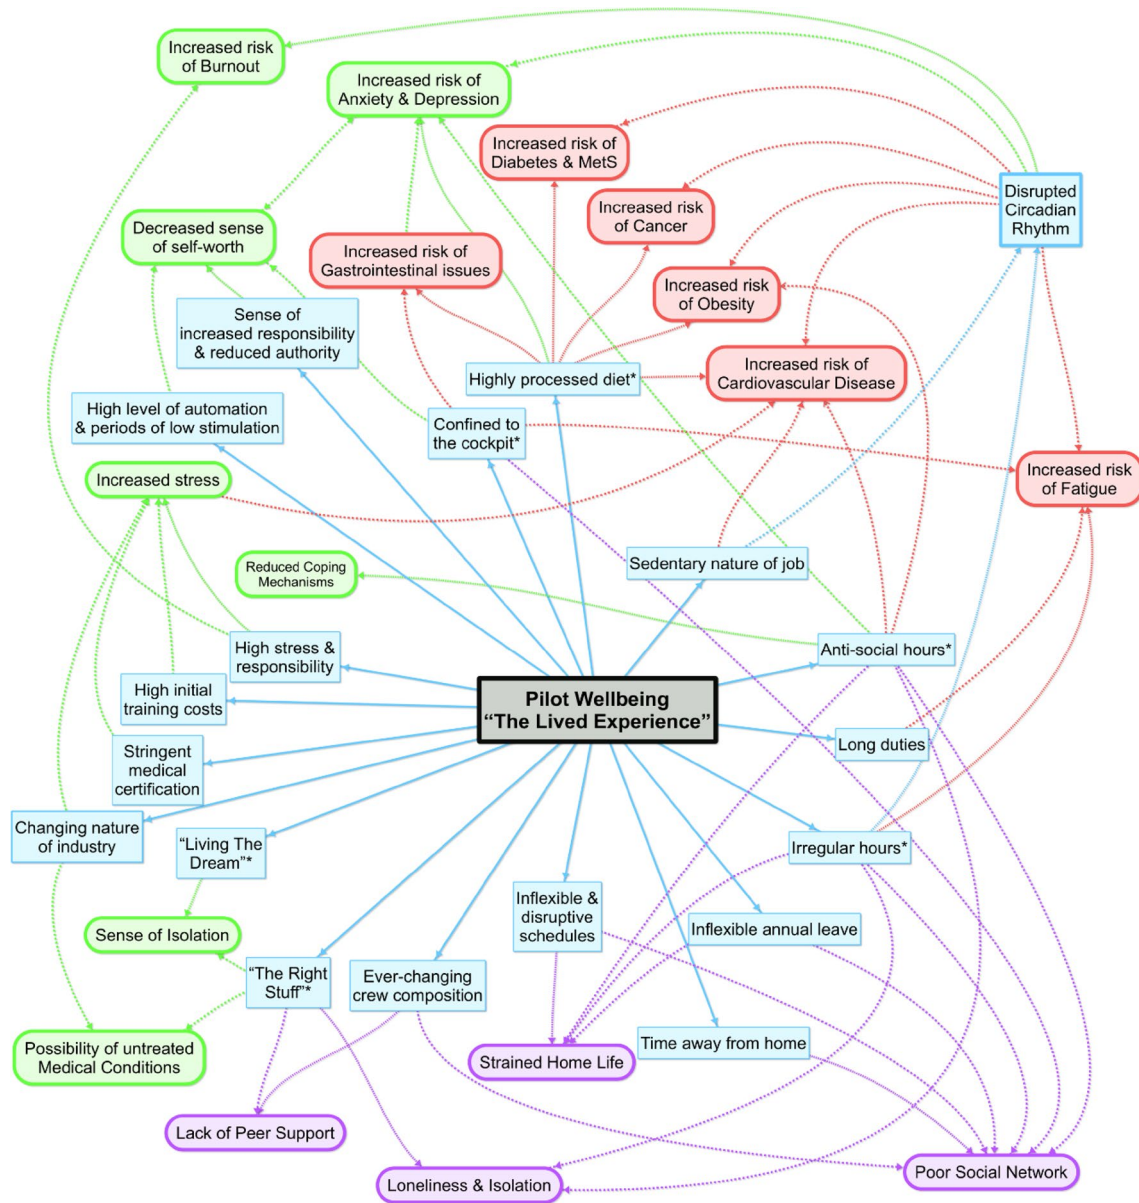 Increased risk
of Burnout
Increased risk of
Anxiety & Depression
Increased risk of
Diabetes & MetS
Disrupted
Circadian
Rhythm
Increased risk
of Cancer
Decreased sense
of self-worth
Increased risk of
Gastrointestinal issues
Increased risk
of Obesity
Sense of
increased responsibility
& reduced authority
Increased risk of
Cardiovascular Disease
Highly processed diet*
High level of automation
& periods of low stimulation
Confined to
the cockpit*
Increased stress
Increased risk
of Fatigue
Reduced Coping
Mechanisms
Sedentary nature of job
High stress &
responsibility
Anti-social hours*
High initial
training costs
Pilot Wellbeing
“The Lived Experience”
Long duties
Stringent
medical
certification
Changing nature
of industry
“Living The
Dream”*
Irregular hours*
Inflexible &
disruptive
schedules
Inflexible annual leave
Sense of Isolation
“The Right
Stuff”*
Ever-changing
crew composition
Time away from home
Possibility of untreated
Medical Conditions
Strained Home Life
Lack of Peer Support
Loneliness & Isolation
Poor Social Network